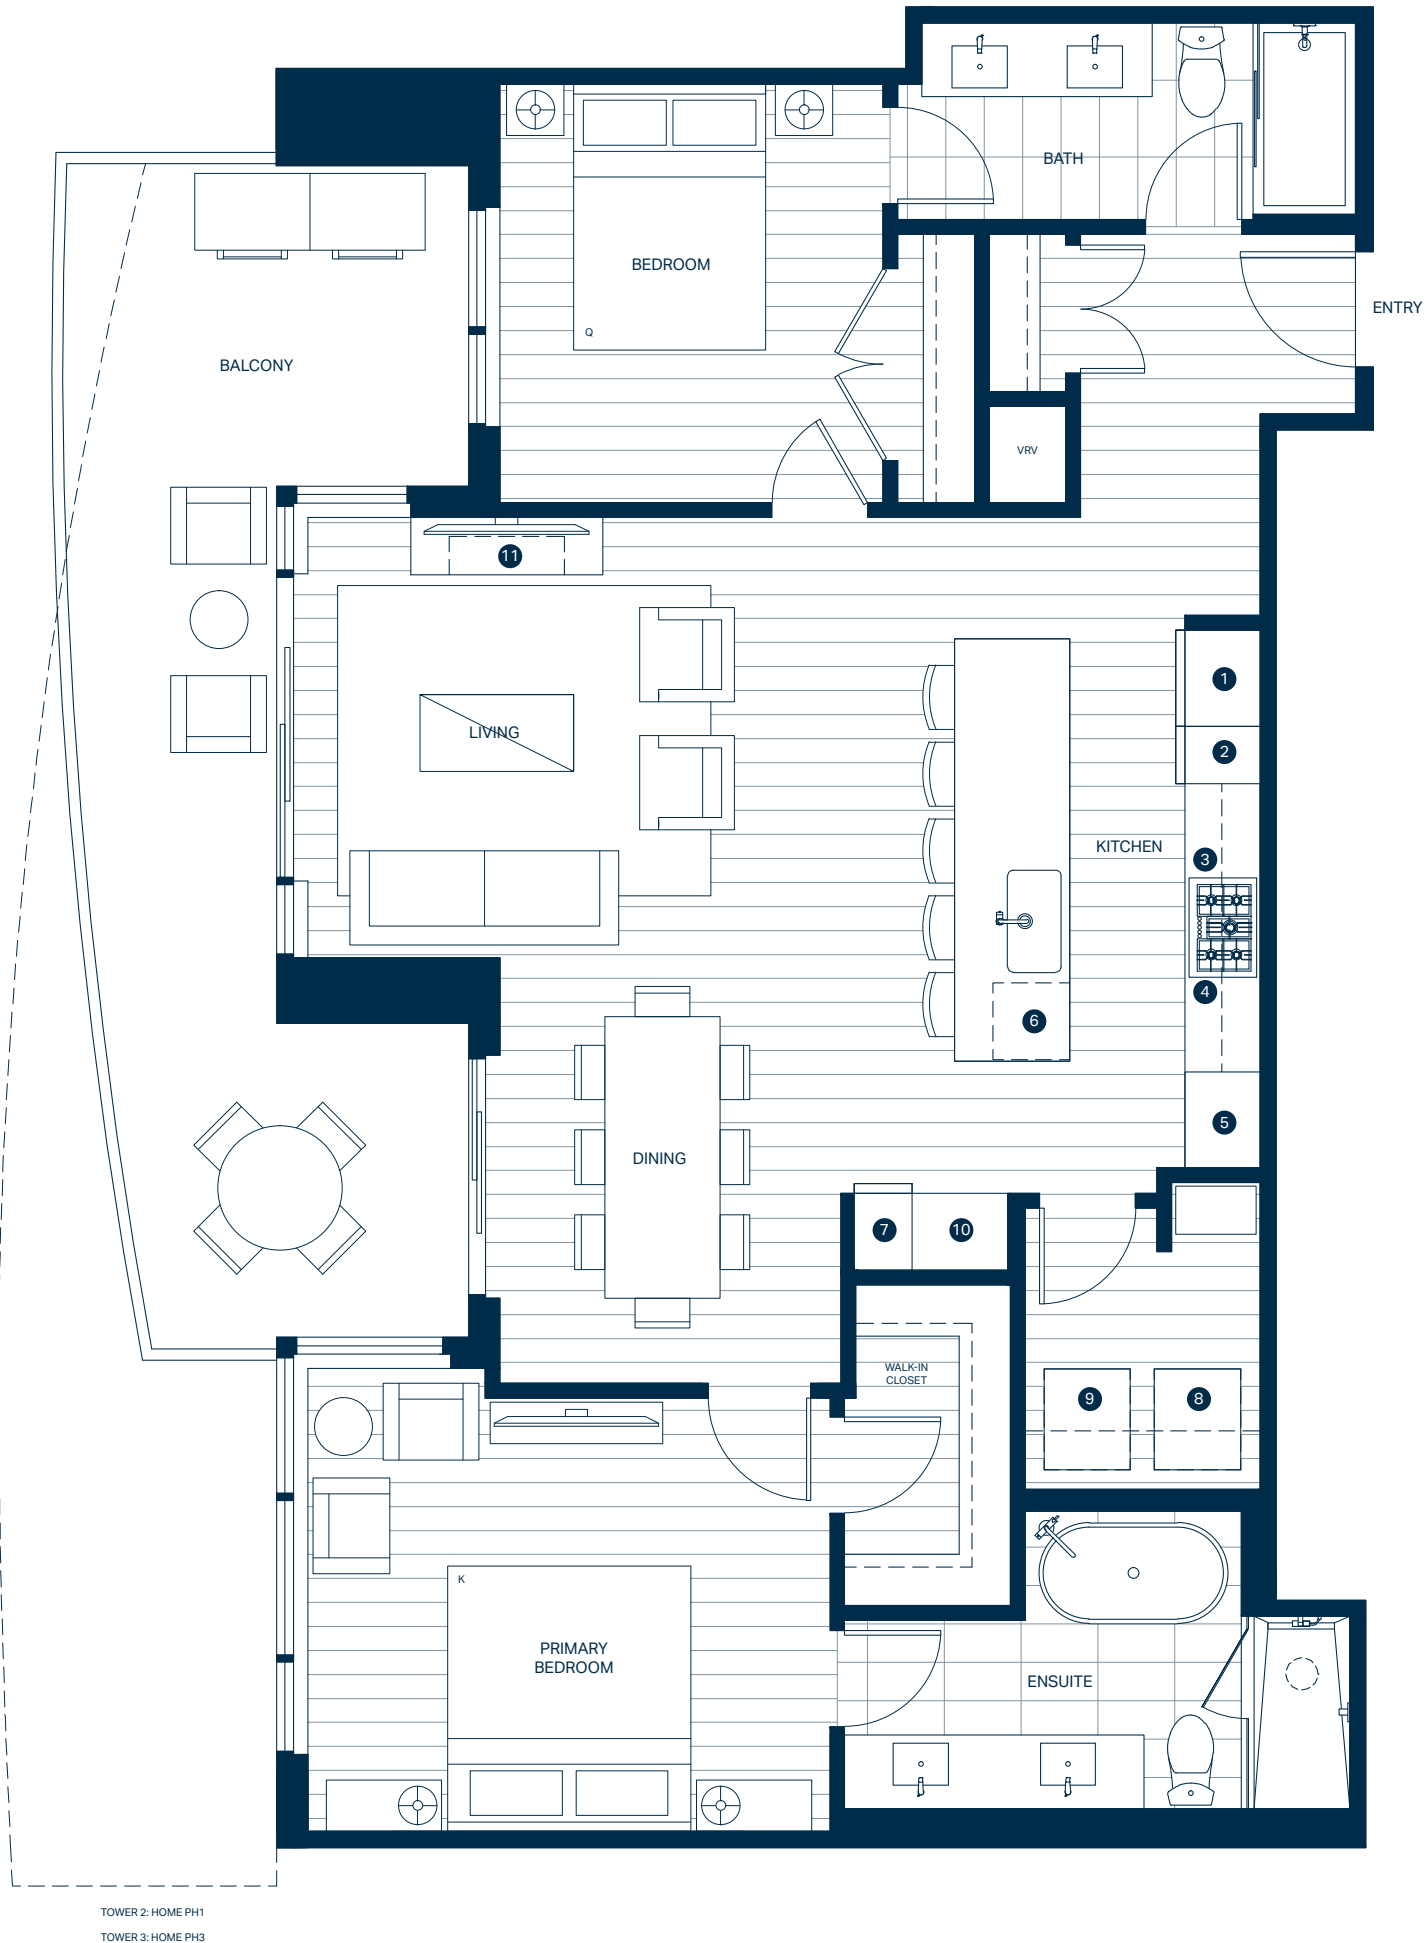 BATH
BEDROOM
ENTRY
Q
BALCONY
VRV
11
1
LIVING
2
KITCHEN
3
4
6
5
DINING
7
10
WALK-IN
CLOSET
9
8
K
PRIMARY
BEDROOM
ENSUITE
TOWER 2: HOME PH1
TOWER 3: HOME PH3